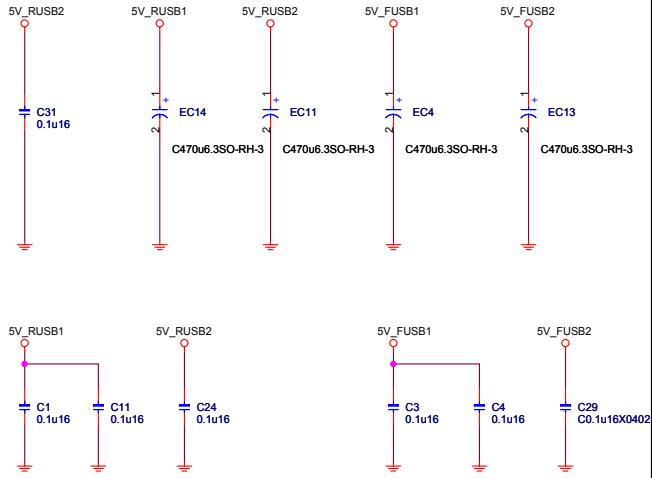 5V_RUSB2
5V_RUSB1
5V_RUSB2
5V_FUSB1
5V_FUSB2
C31
0.1u16
1
+
EC14
2
C470u6.3SO-RH-3
1
+
EC11
2
C470u6.3SO-RH-3
1
+
EC4
2
C470u6.3SO-RH-3
1
+
EC13
2
C470u6.3SO-RH-3
5V_RUSB1
5V_RUSB2
5V_FUSB1
5V_FUSB2
C1
0.1u16
C11
0.1u16
C24
0.1u16
C3
0.1u16
C4
0.1u16
C29
C0.1u16X0402